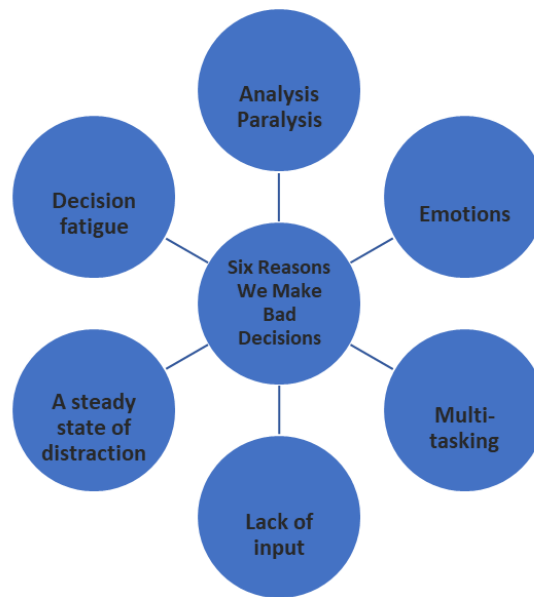 Analysis
Paralysis
Emotions
Multi-
tasking
Lack of
input
A steady
state of
distraction
Decision
fatigue
Six Reasons
We Make
Bad
Decisions